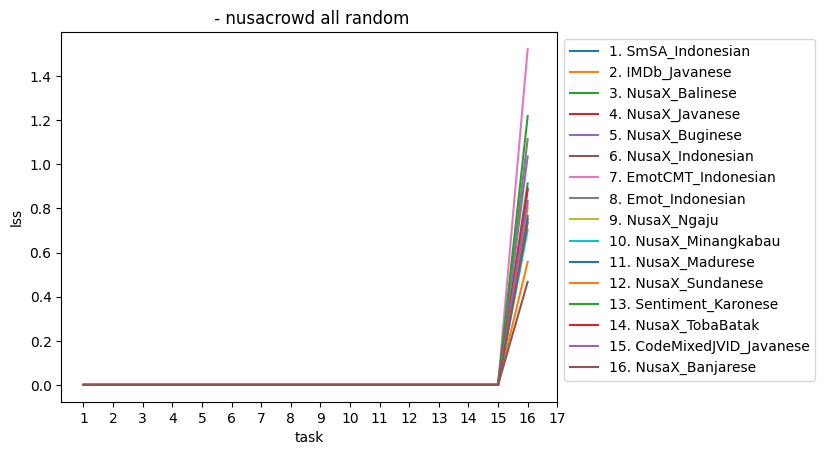 - nusacrowd all random
lss
1.4
1.2
1.0
0.8
0.6
0.4
0.2
0.0
1 2 3 4 5 6 7 8 9 10 11 12 13 14 15 16 17
task
1. SmSA_Indonesian
2. IMDb_Javanese
3. NusaX_Balinese
4. NusaX_Javanese
5. NusaX_Buginese
6. NusaX_Indonesian
7. EmotCMT_Indonesian
8. Emot_Indonesian
9. NusaX_Ngaju
10. NusaX_Minangkabau
11. NusaX_Madurese
12. NusaX_Sundanese
13. Sentiment_Karonese
14. NusaX_TobaBatak
15. CodeMixedJVID_Javanese
16. NusaX_Banjarese